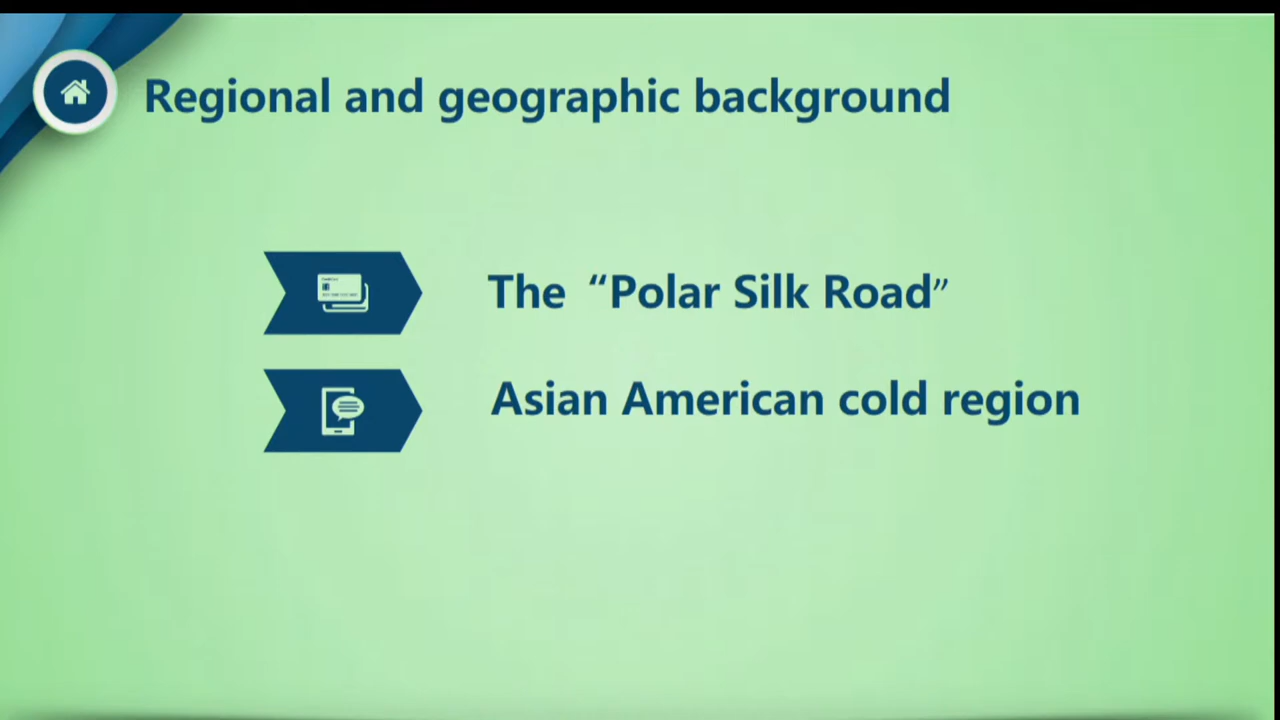 Regional and geographic background
The “Polar Silk Road”
Asian American cold region